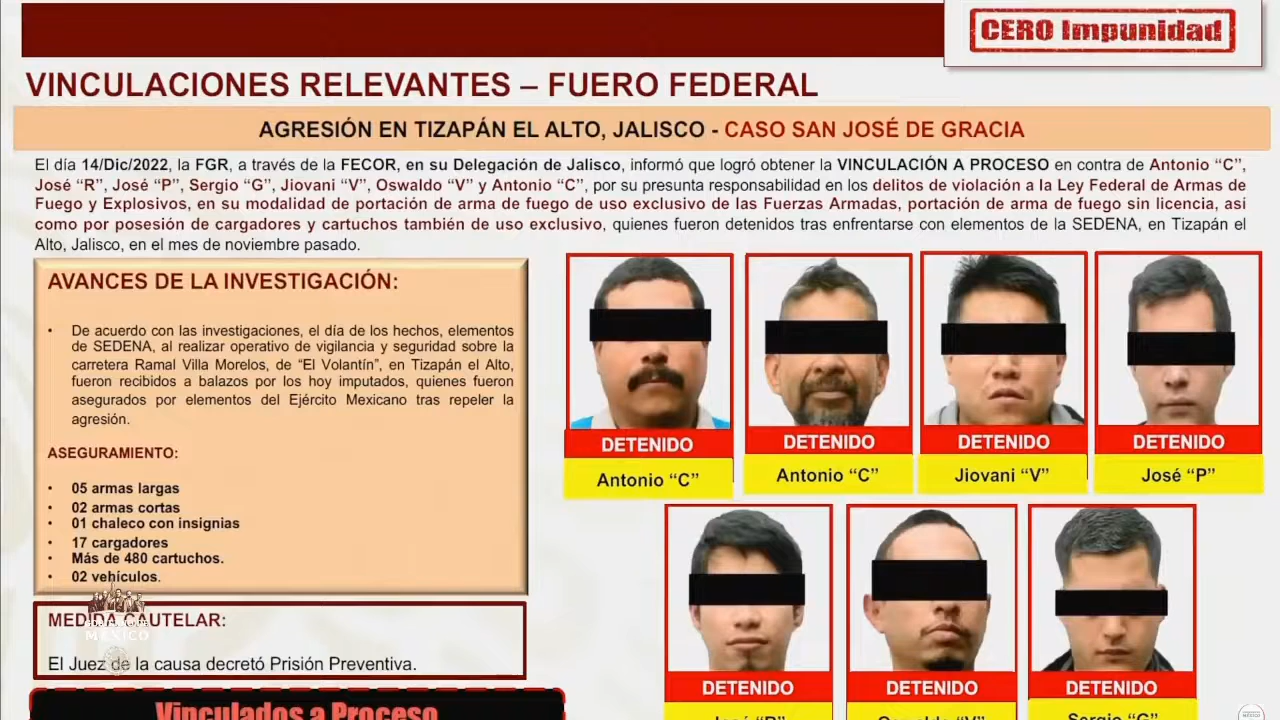 CERO Impunidad
VINCULACIONES RELEVANTES – FUERO FEDERAL
AGRESIÓN EN TIZAPÁN EL ALTO, JALISCO - CASO SAN JOSÉ DE GRACIA
El día 14/Dic/2022, la FGR, a través de la FECOR, en su Delegación de Jalisco, informó que logró obtener la VINCULACIÓN A PROCESO en contra de Antonio “C”,
José “R”, José “P”, Sergio “G”, Jiovani “V”, Oswaldo “V” y Antonio “C”, por su presunta responsabilidad en los delitos de violación a la Ley Federal de Armas de
Fuego y Explosivos, en su modalidad de portación de arma de fuego de uso exclusivo de las Fuerzas Armadas, portación de arma de fuego sin licencia, así
como por posesión de cargadores y cartuchos también de uso exclusivo, quienes fueron detenidos tras enfrentarse con elementos de la SEDENA, en Tizapán el
Alto, Jalisco, en el mes de noviembre pasado.
AVANCES DE LA INVESTIGACIÓN:
• De acuerdo con las investigaciones, el día de los hechos, elementos
de SEDENA, al realizar operativo de vigilancia y seguridad sobre la
carretera Ramal Villa Morelos, de “El Volantín”, en Tizapán el Alto,
fueron recibidos a balazos por los hoy imputados, quienes fueron
asegurados por elementos del Ejército Mexicano tras repeler la
agresión.
ASEGURAMIENTO:
• 05 armas largas
• 02 armas cortas
• 01 chaleco con insignias
• 17 cargadores
• Más de 480 cartuchos.
• 02 vehículos.
MEDIDA CAUTELAR:
MÉXICO
El Juez de la causa decretó Prisión Preventiva.
Vinculados a Proceso
DETENIDO
Antonio “C”
DETENIDO
Antonio “C”
DETENIDO
Jiovani “V”
DETENIDO
José “P”
DETENIDO
José “R”
DETENIDO
Oswaldo “V”
DETENIDO
Sergio “G”